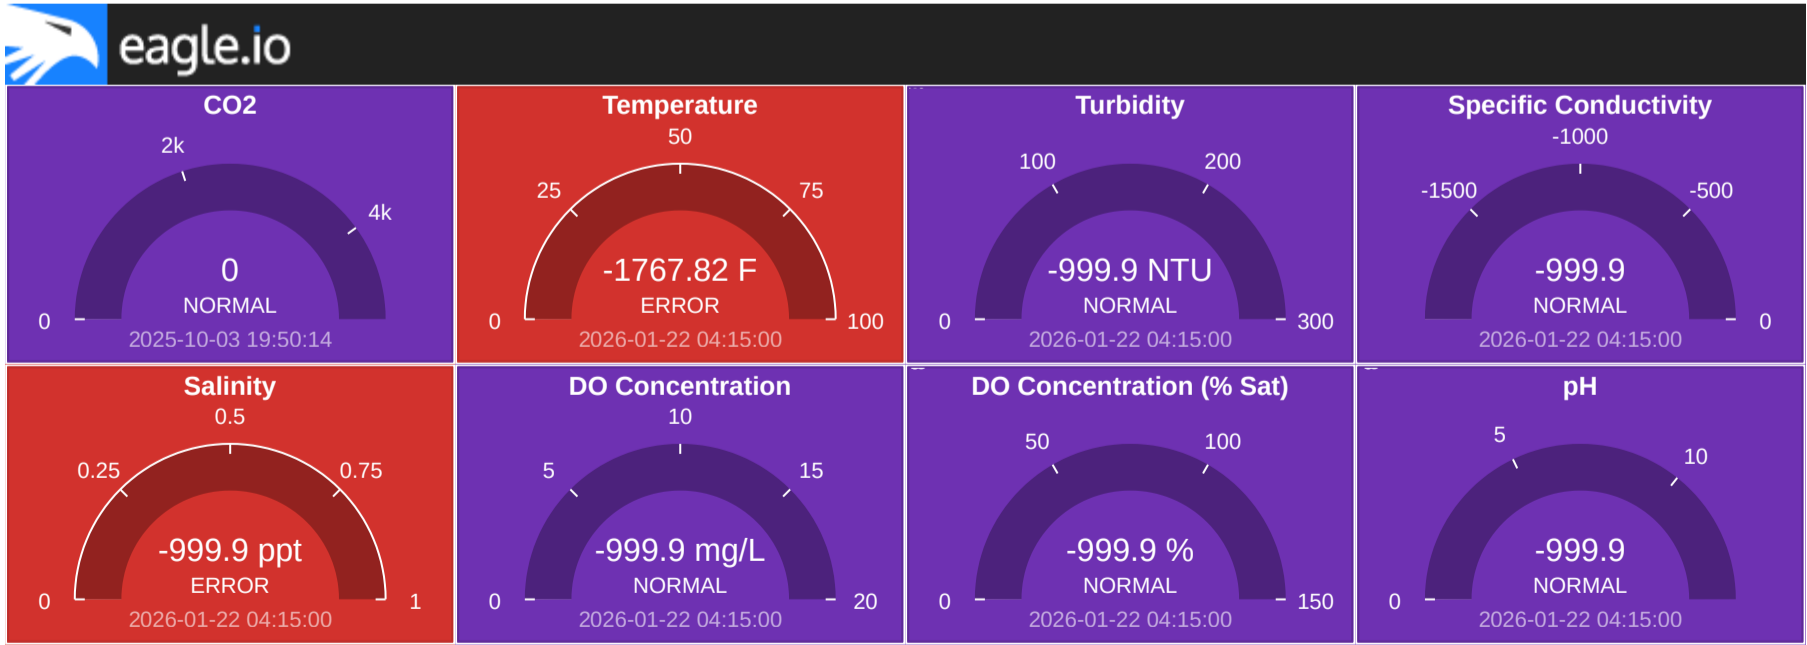 eagle.io
CO2
2k
4k
0
NORMAL
0
2025-10-03 19:50:14
Temperature
50
25
75
-1767.82 F
ERROR
0
100
2026-01-22 04:15:00
Turbidity
100
200
-999.9 NTU
NORMAL
0
300
2026-01-22 04:15:00
Specific Conductivity
-1000
-1500
-500
-999.9
NORMAL
0
2026-01-22 04:15:00
Salinity
0.5
0.25
0.75
-999.9 ppt
ERROR
0
1
2026-01-22 04:15:00
DO Concentration
10
5
15
-999.9 mg/L
NORMAL
0
20
2026-01-22 04:15:00
DO Concentration (% Sat)
50
100
-999.9 %
NORMAL
0
150
2026-01-22 04:15:00
pH
5
10
-999.9
NORMAL
0
2026-01-22 04:15:00